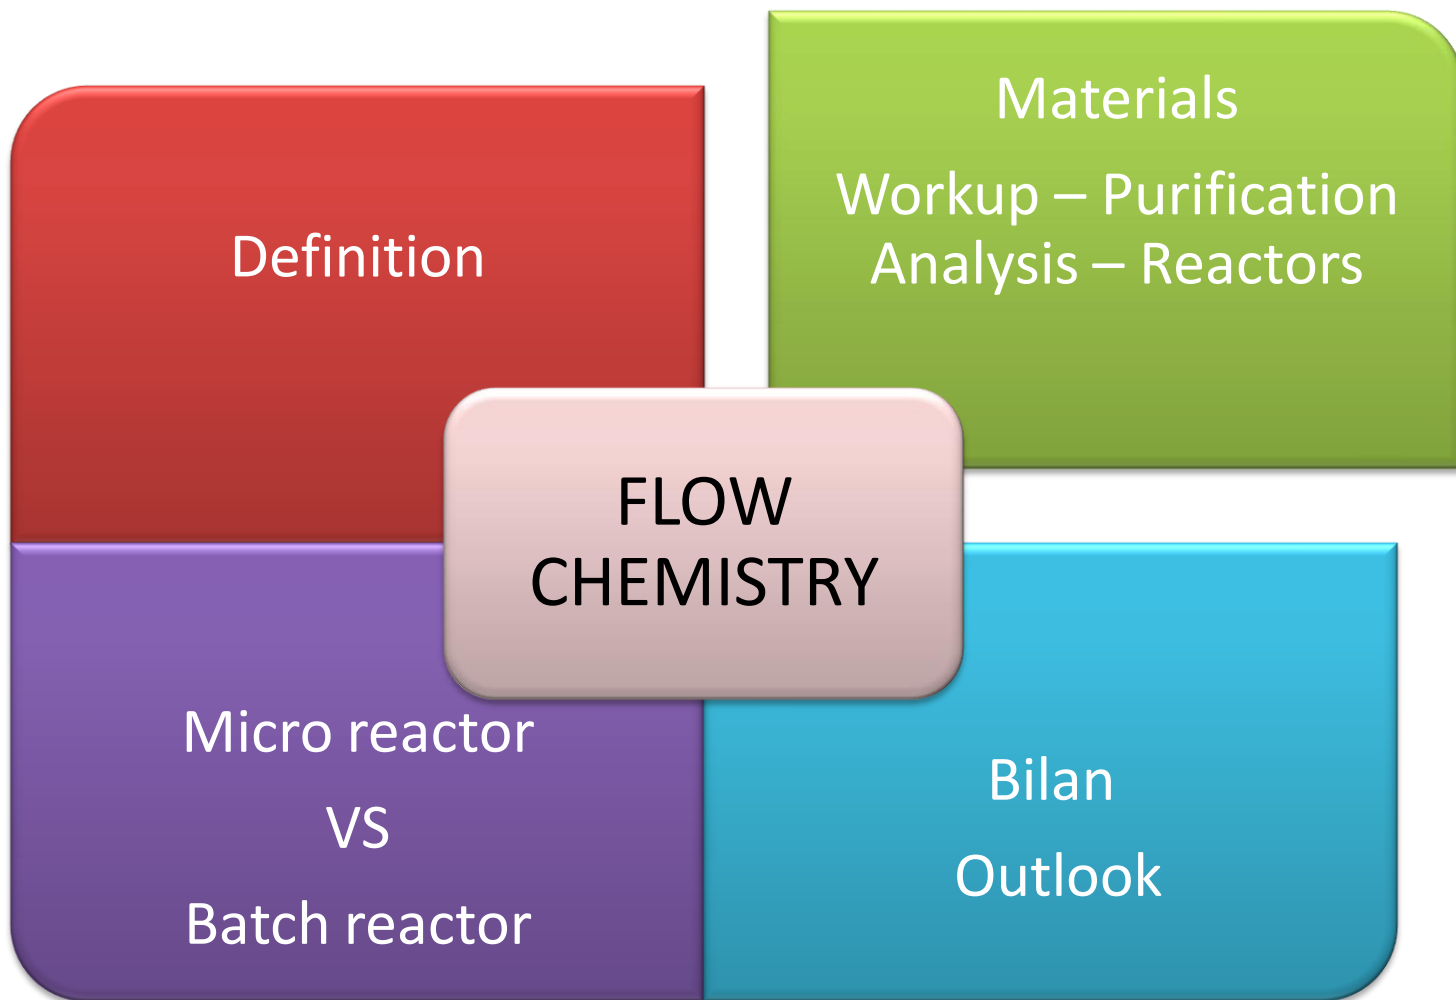 Definition
Materials
Workup – Purification
Analysis – Reactors
FLOW
CHEMISTRY
Micro reactor
VS
Batch reactor
Bilan
Outlook